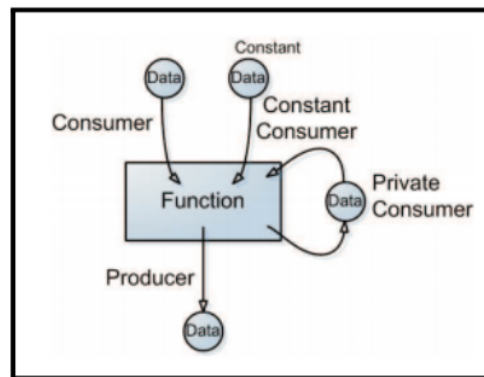 Constant
Data
Data
Consumer
Constant
Consumer
Function
Data
Private
Consumer
Producer
Data